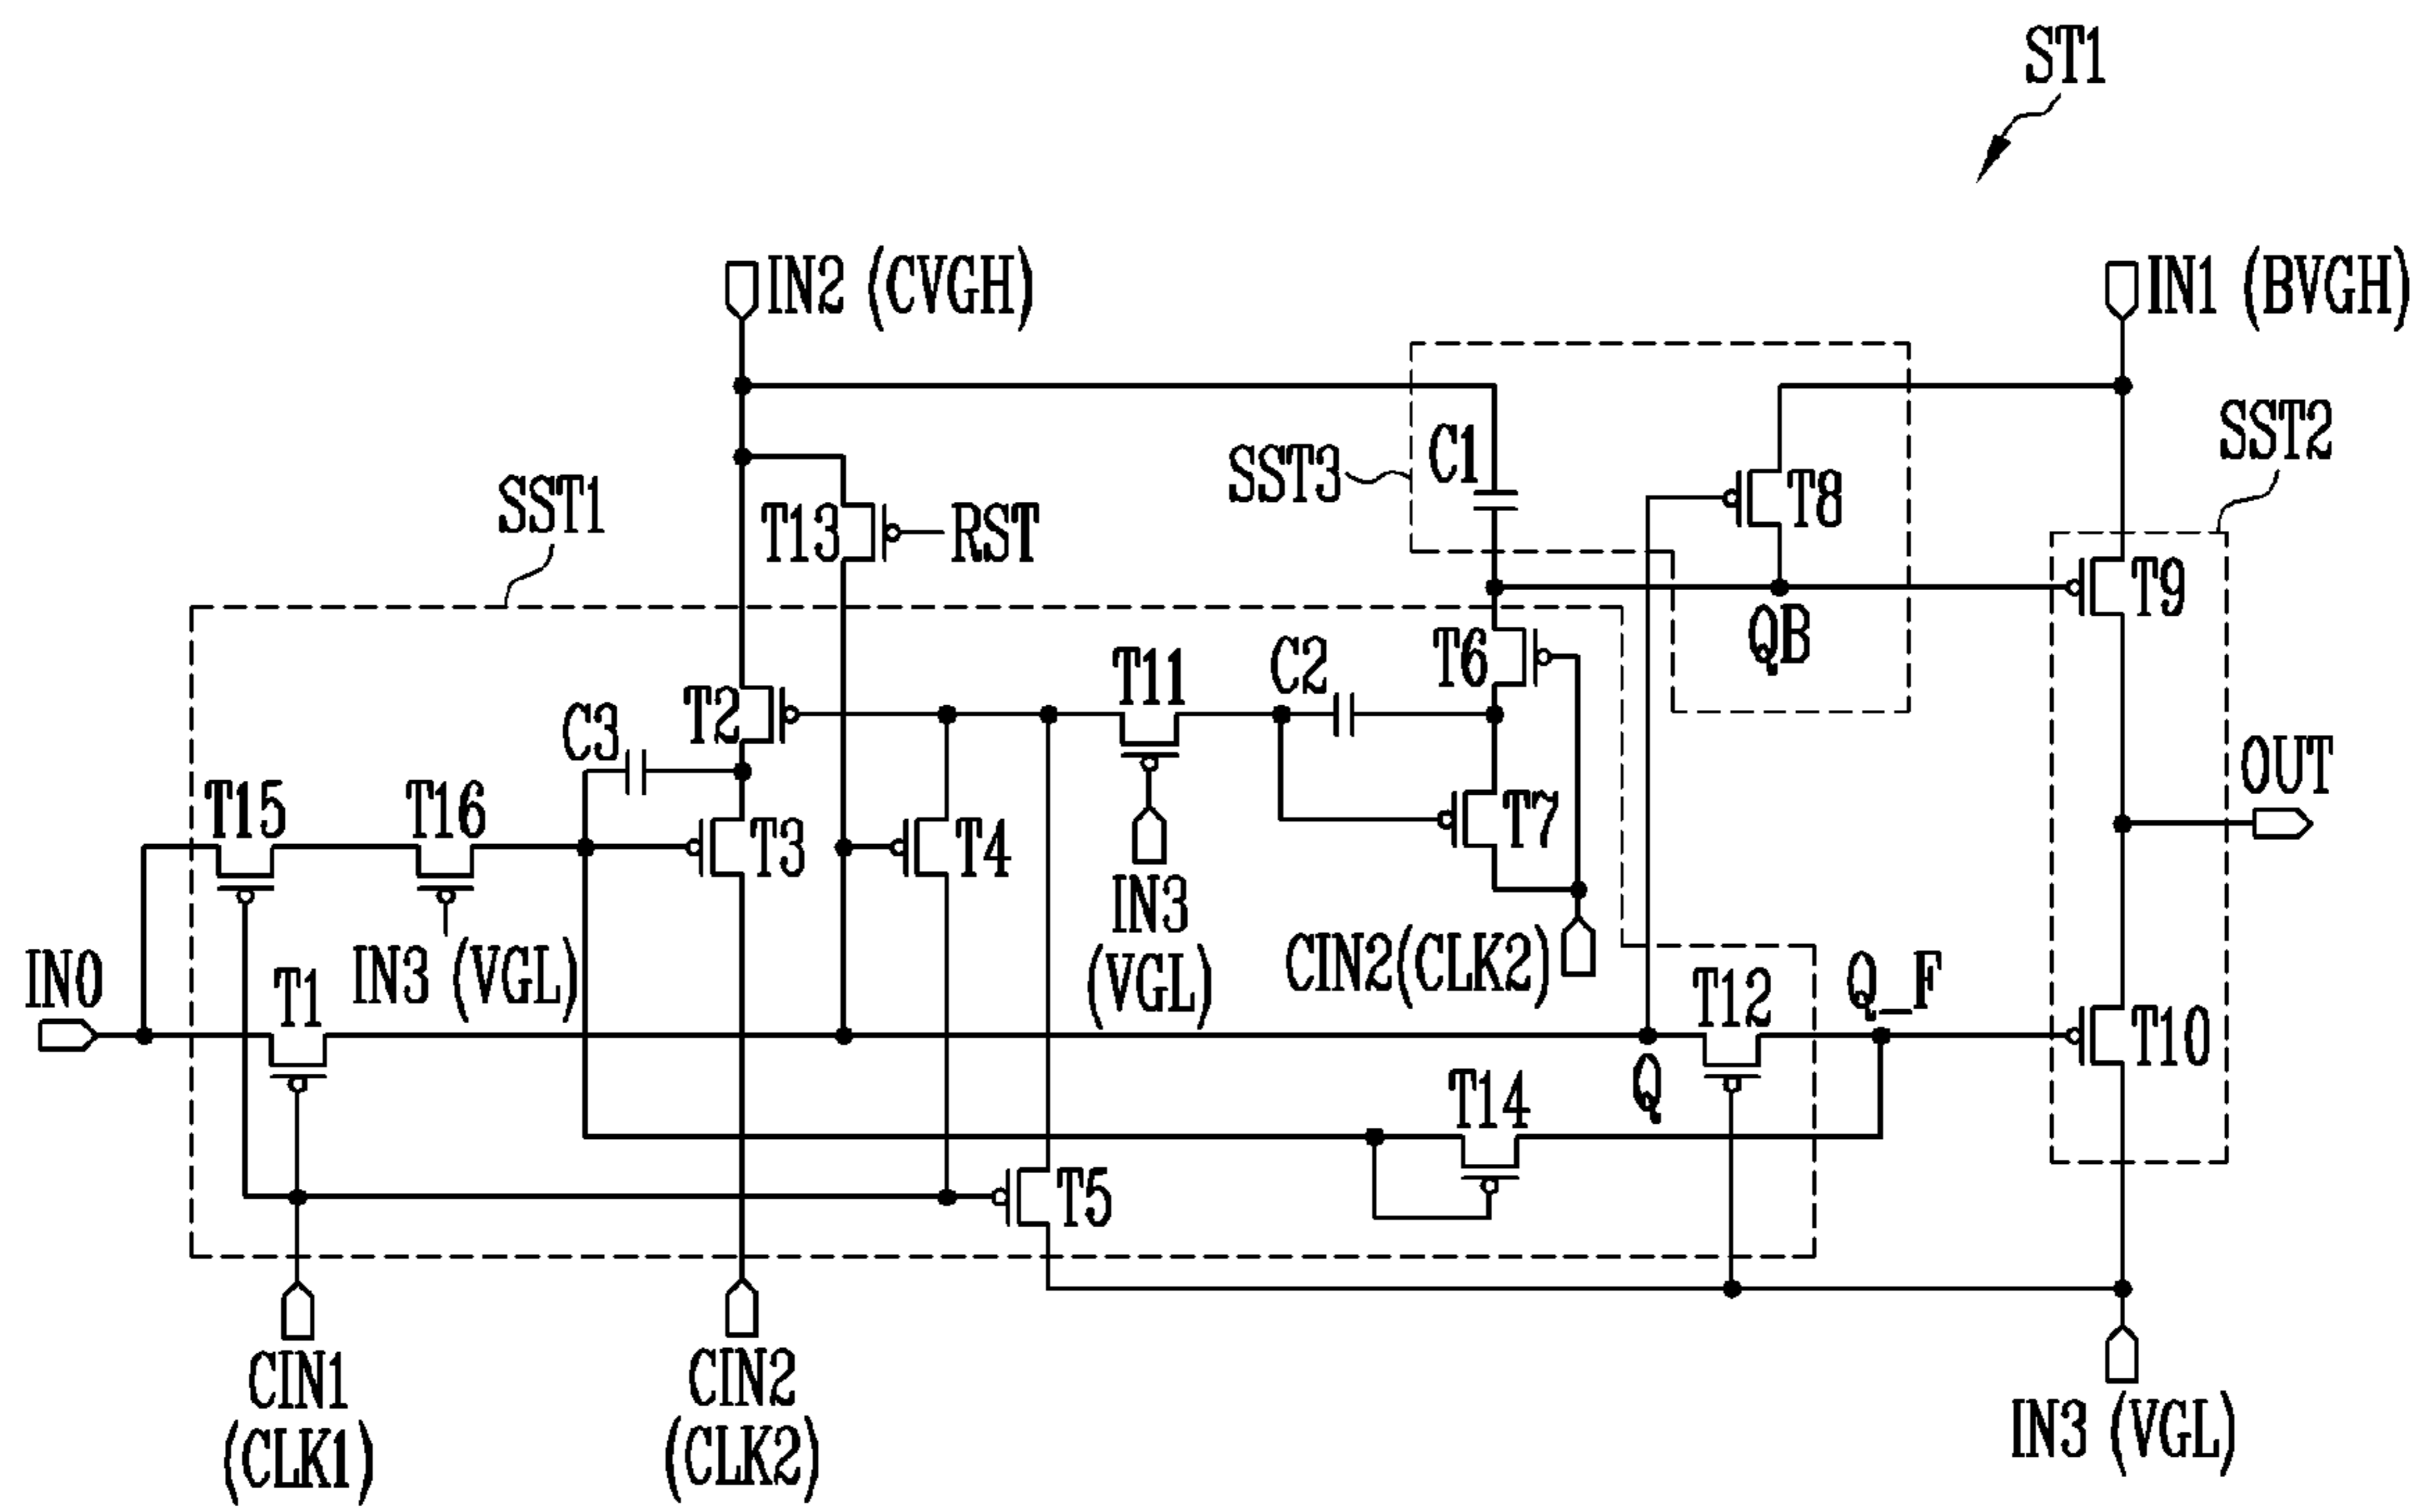 ST1
IN2 (CVGH)
IN1 (BVGH)
SST2
C1
SST3
SST1
T8
T13
RST
T9
QB
T6
T11
C2
T2
C3
OUT
T15
T16
T3
T4
T7
IN3
(VGL)
CIN2(CLK2)
IN3 (VGL)
IN0
T1
T12
Q_F
T10
Q
T14
T5
CIN1
(CLK1)
CIN2
(CLK2)
IN3 (VGL)